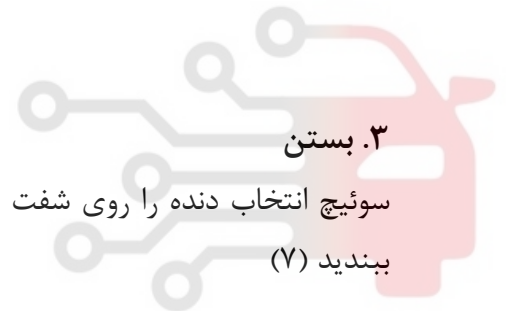 ۳. بستن
سوئیچ انتخاب دنده را روی شفت
ببندید (۷)